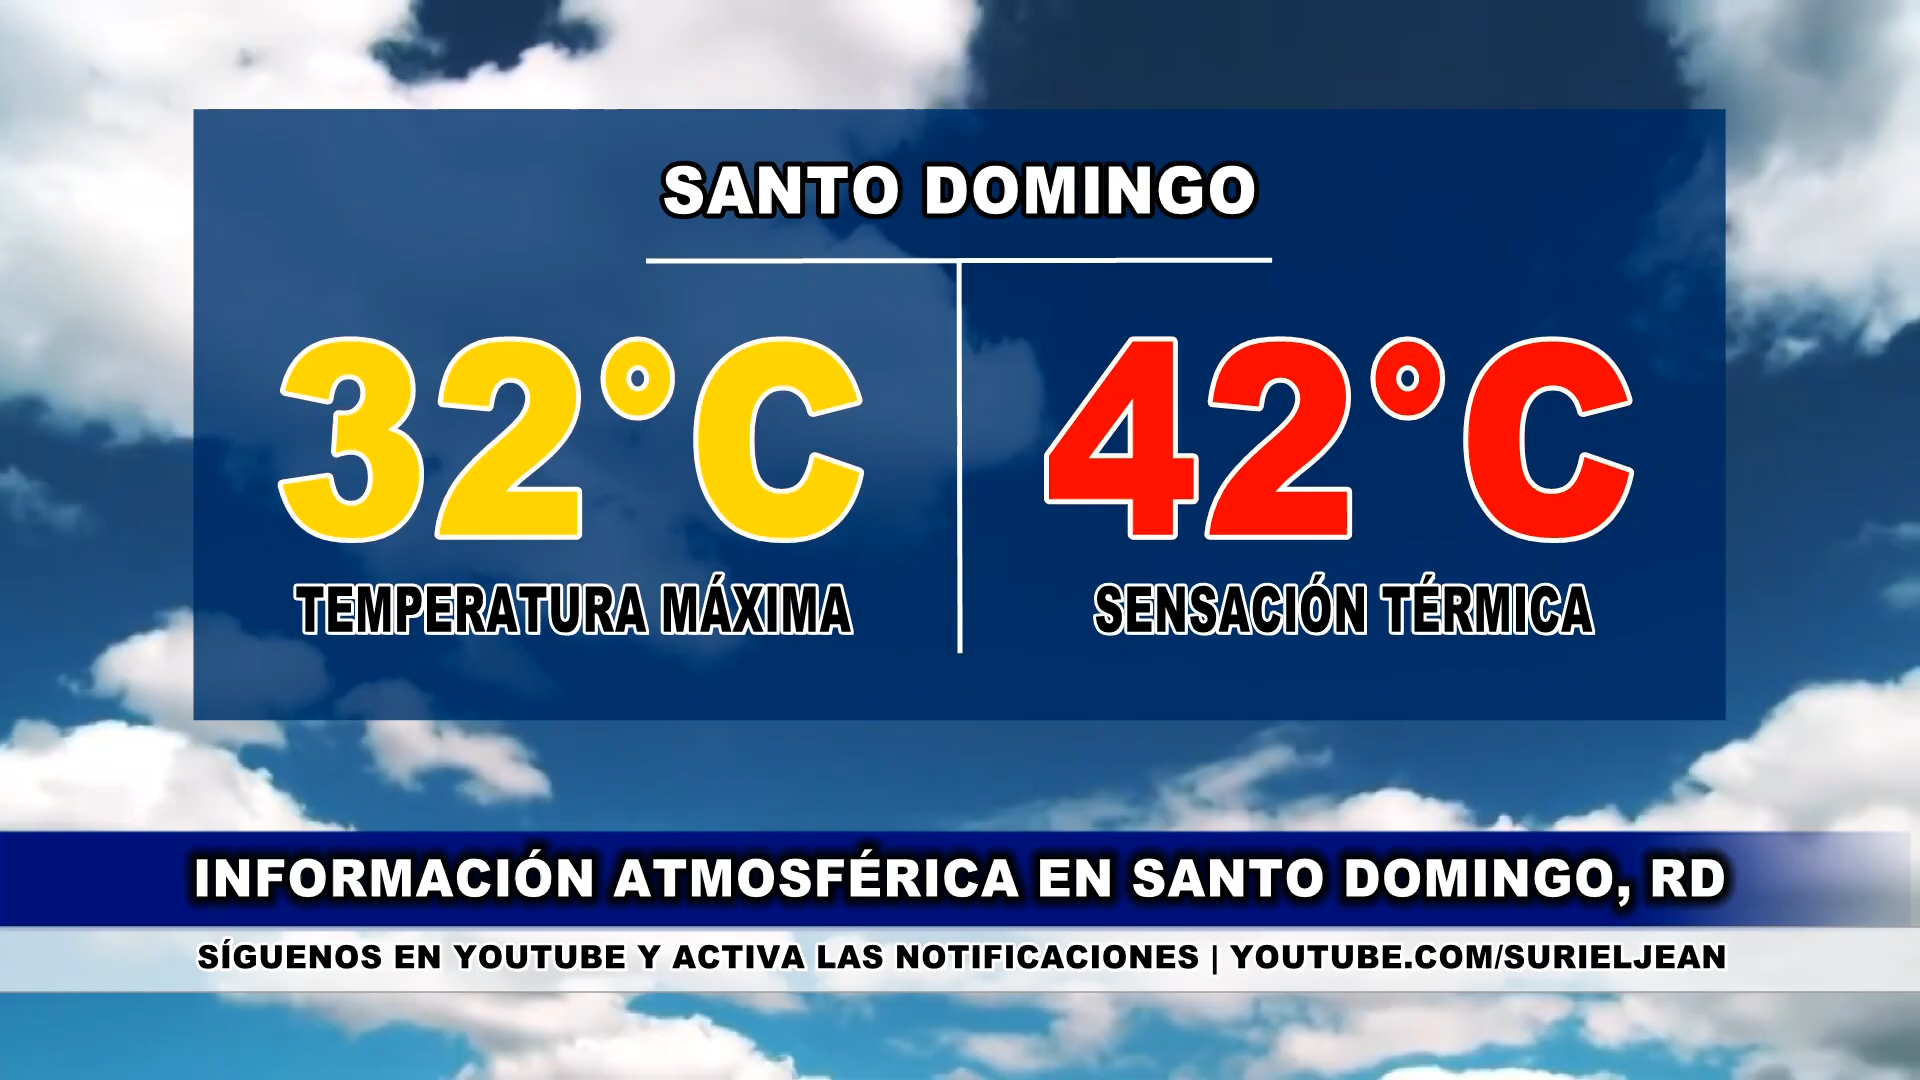 SANTO DOMINGO
32°C
TEMPERATURA MÁXIMA
42°C
SENSACIÓN TÉRMICA
INFORMACIÓN ATMOSFÉRICA EN SANTO DOMINGO, RD
SÍGUENOS EN YOUTUBE Y ACTIVA LAS NOTIFICACIONES | YOUTUBE.COM/SURIELJEAN